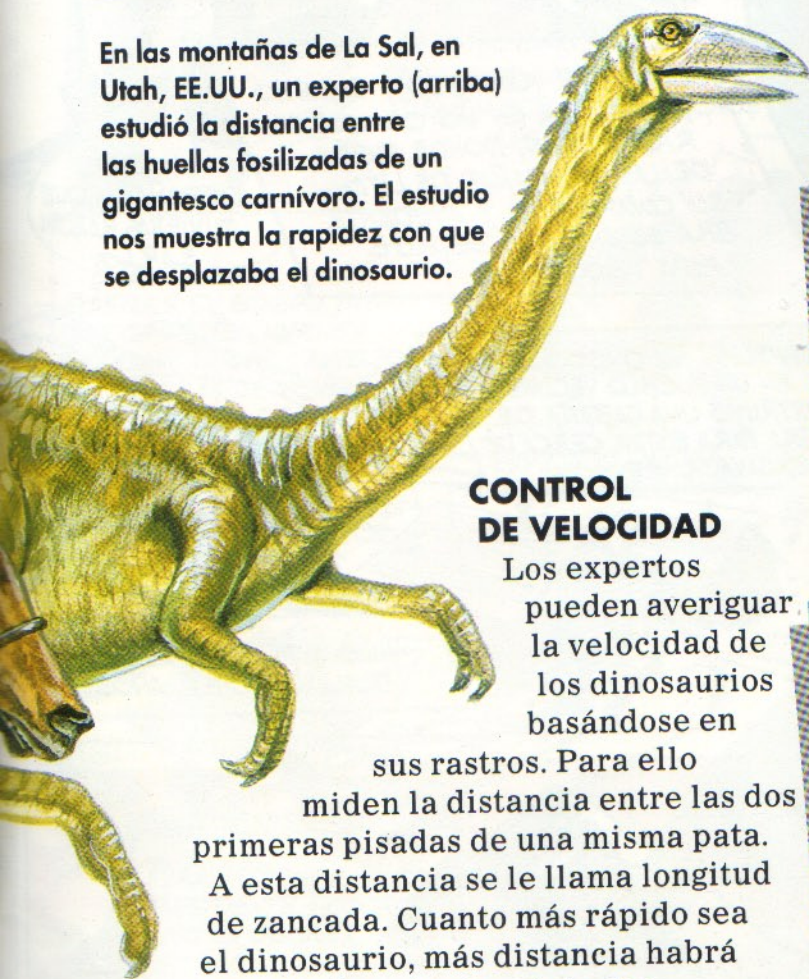 En las montañas de La Sal, en
Utah, EE.UU., un experto (arriba)
estudió la distancia entre
las huellas fosilizadas de un
gigantesco carnívoro. El estudio
nos muestra la rapidez con que
se desplazaba el dinosaurio.
CONTROL
DE VELOCIDAD
Los expertos
pueden averiguar
la velocidad de
los dinosaurios
basándose en
sus rastros. Para ello
miden la distancia entre las dos
primeras pisadas de una misma pata.
A esta distancia se le llama longitud
de zancada. Cuanto más rápido sea
el dinosaurio, más distancia habrá